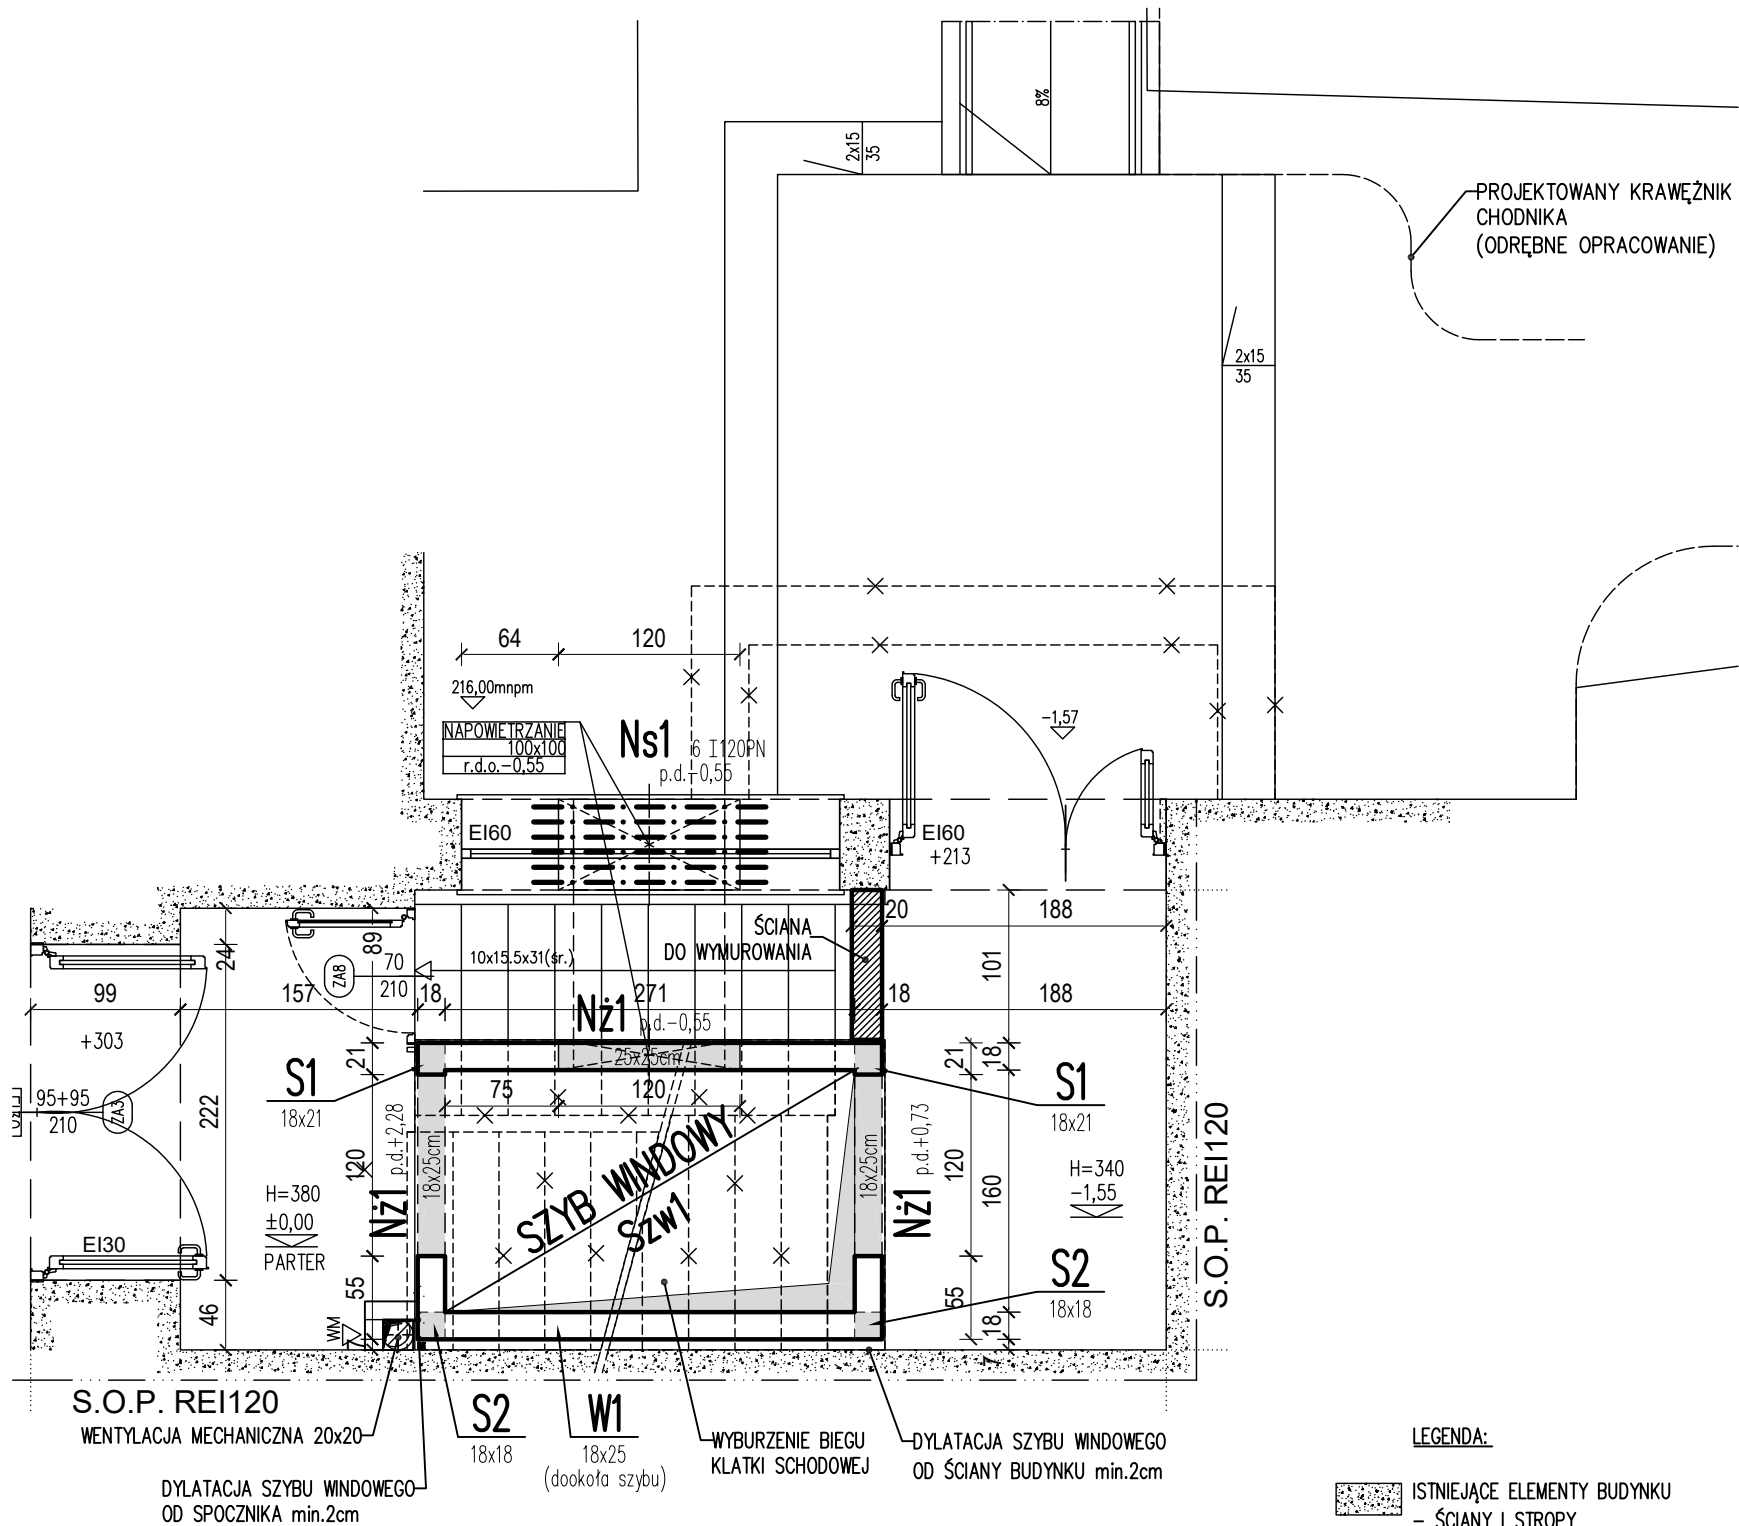 8%
2x15
35
PROJEKTOWANY KRAWĘŻNIK
CHODNIKA
(ODRĘBNE OPRACOWANIE)
2x15
35
64
120
216,00mnpm
-1,57
NAPOWIETRZANIE
100x100
r.d.o.-0,55
Ns1
6 I120PN
p.d.-0,55
EI60
EI60
+213
20
188
ŚCIANA
DO WYMUROWANIA
89
24
10x15.5x31(śr.)
ZA8
70
210
101
99
157
18
271
18
188
Nż1
p.d.-0,55
+303
25x25cm
21
21
18
S1
18x21
75
120
S1
18x21
95+95
210
ZA3
222
p.d.+2,28
18x25cm
120
SZYB WINDOWY
Szw1
18x25cm
p.d.+0,73
120
160
H=340
-1,55
S.O.P. REI120
H=380
±0,00
PARTER
Nż1
Nż1
EI30
55
55
S2
18x18
46
WM
7
18
7
S.O.P. REI120
WENTYLACJA MECHANICZNA 20x20
S2
18x18
W1
18x25
(dookoła szybu)
WYBURZENIE BIEGU
KLATKI SCHODOWEJ
DYLATACJA SZYBU WINDOWEGO
OD ŚCIANY BUDYNKU min.2cm
DYLATACJA SZYBU WINDOWEGO
OD SPOCZNIKA min.2cm
LEGENDA:
ISTNIEJĄCE ELEMENTY BUDYNKU
- ŚCIANY I STROPY